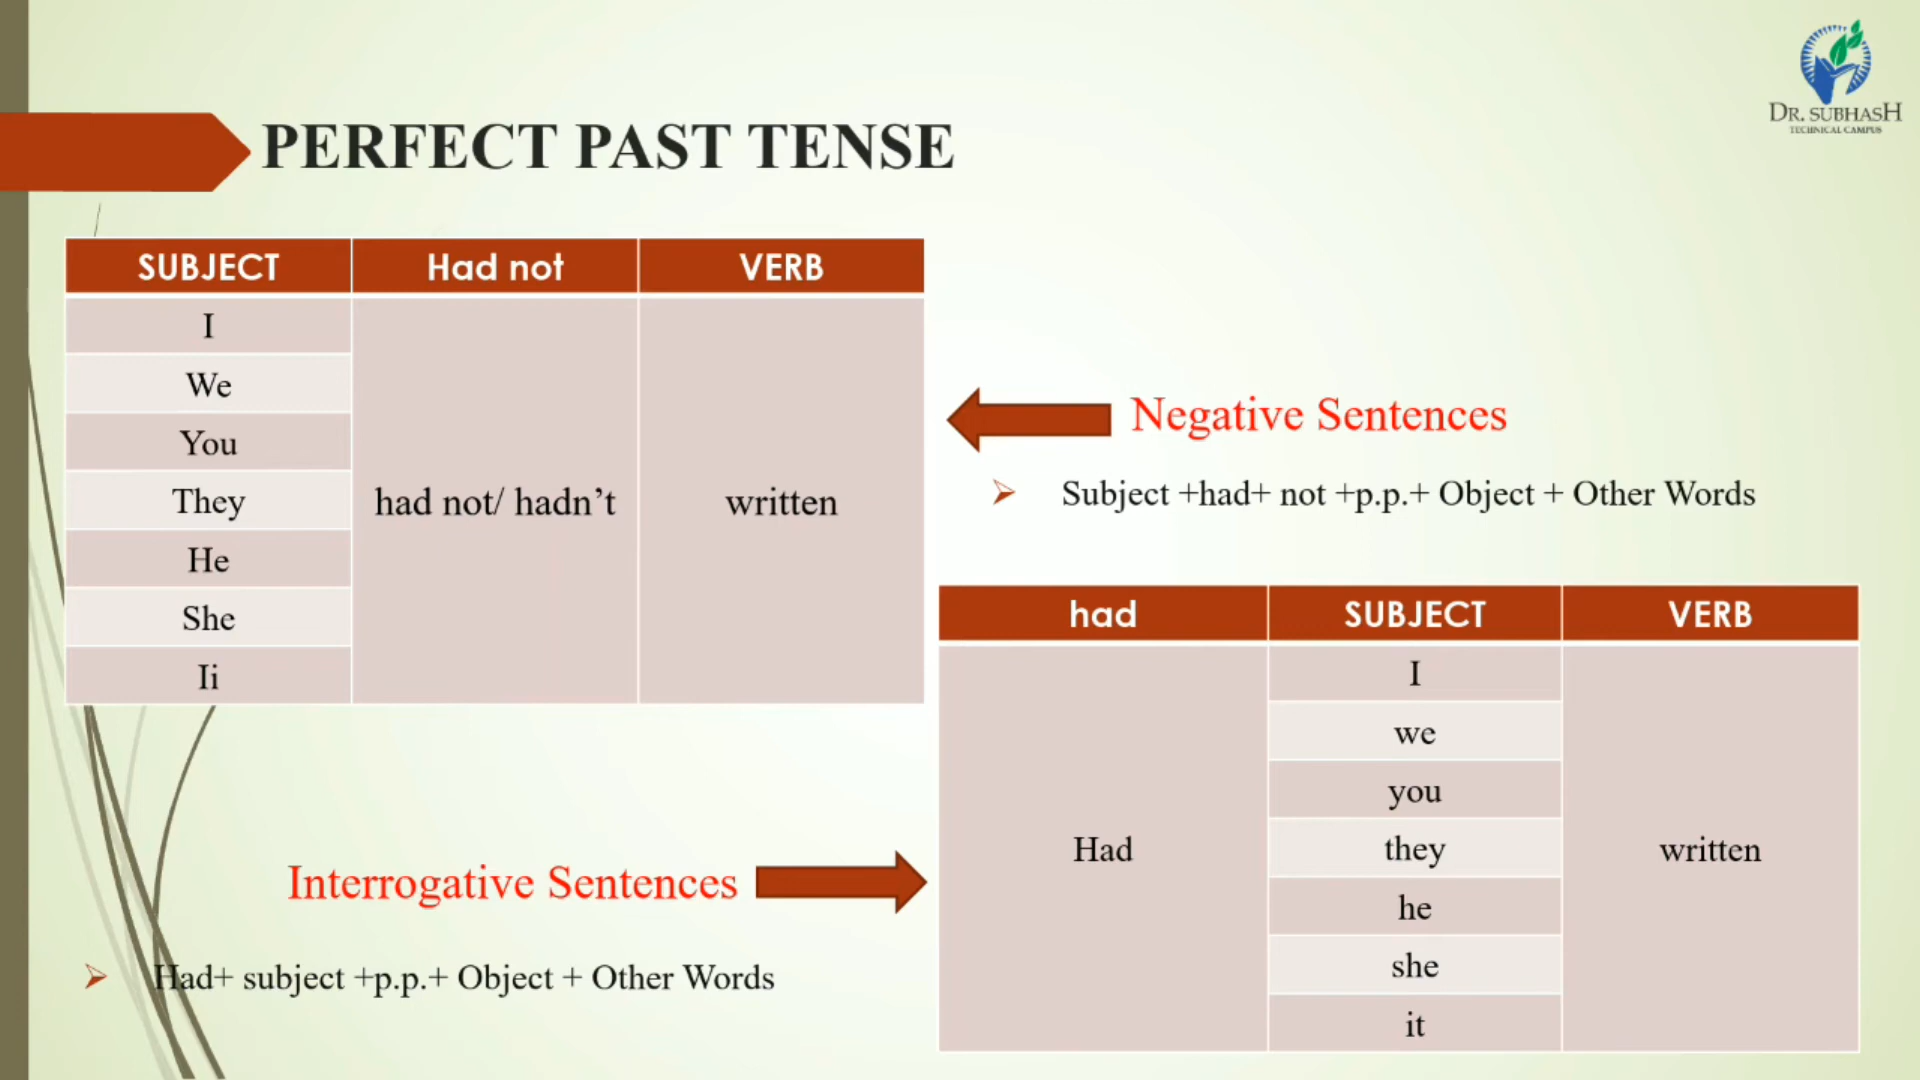 DR. SUBHASH
TECHNICAL CAMPUS
PERFECT PAST TENSE
SUBJECT Had not VERB
I
We
You
They had not/ hadn't written
He
She
Ii
Negative Sentences
Subject +had+ not +p.p.+ Object + Other Words
had SUBJECT VERB
I
we
you
Had they written
he
she
it
Interrogative Sentences
Had+ subject +p.p.+ Object + Other Words